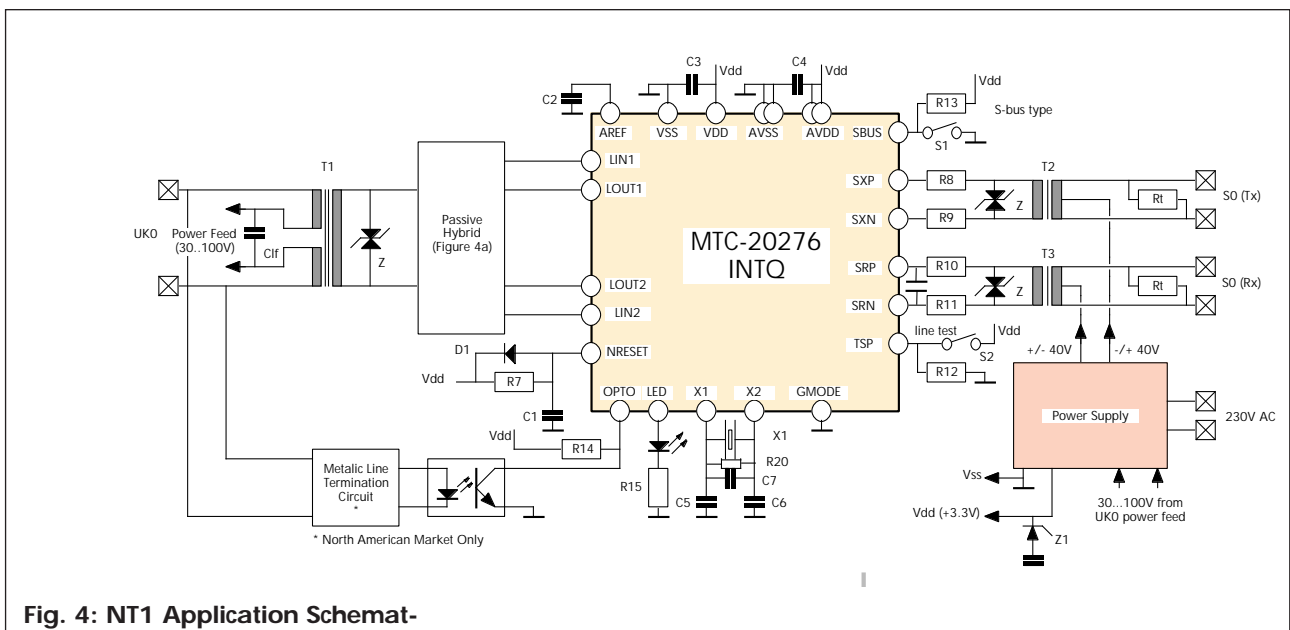 C3
Vdd
C4
Vdd
C2
Vdd
R13
S-bus type
S1
AREF
VSS
VDD
AVSS
AVDD
SBUS
T1
LIN1
LOUT1
SXP
R8
T2
SXN
R9
Z
Rt
S0 (Tx)
UK0
Power Feed
(30..100V)
Clf
Z
Passive
Hybrid
(Figure 4a)
MTC-20276
INTQ
SRP
R10
T3
SRN
R11
Z
Rt
S0 (Rx)
LOUT2
LIN2
NRESET
TSP
line test
Vdd
S2
R12
+/- 40V
-/+ 40V
D1
Vdd
R7
C1
OPTO
LED
X1
X2
GMODE
Power Supply
230V AC
Vdd
R14
X1
R20
C7
R15
C5
C6
Metalic Line
Termination
Circuit
*
* North American Market Only
Vss
30...100V from
UK0 power feed
Vdd (+3.3V)
Z1
Fig. 4: NT1 Application Schemat-